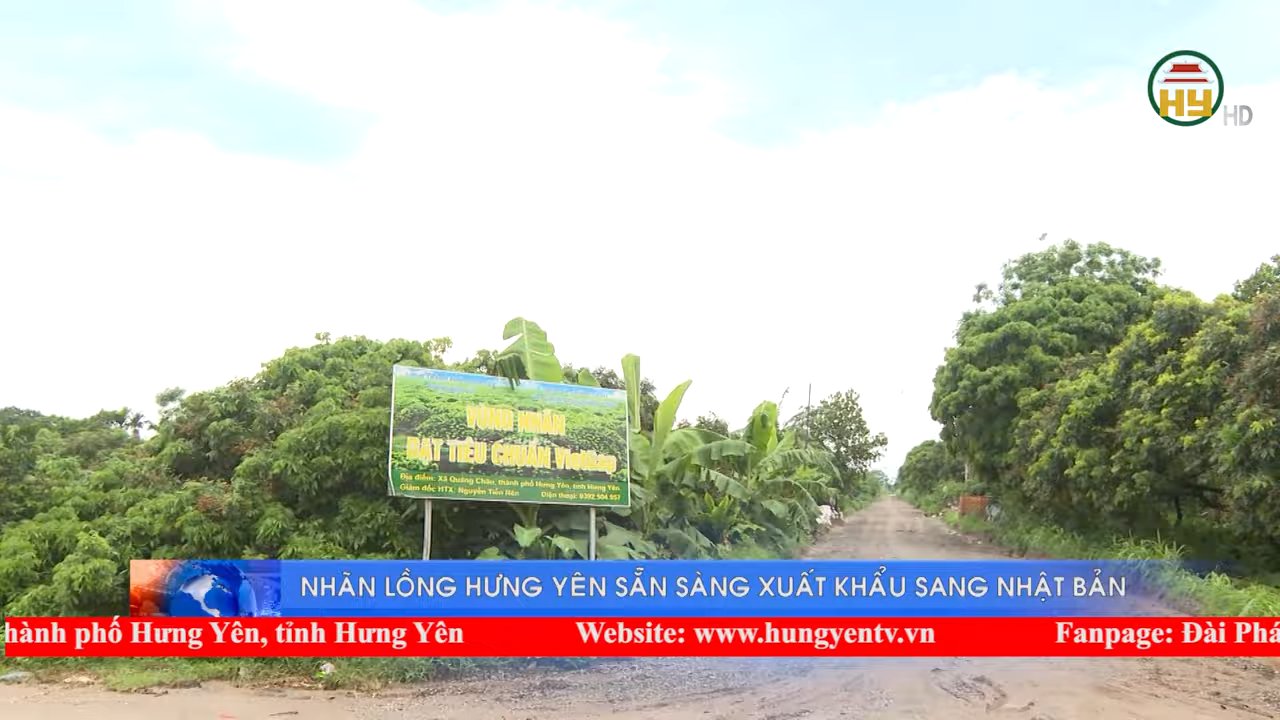 HY HD
VÙNG NHÃN
ĐẠT TIÊU CHUẨN VietGap
Địa điểm: Xã Quảng Châu, thành phố Hưng Yên, tỉnh Hưng Yên
Giám đốc HTX: Nguyễn Tiến Điện thoại: 0392 504 957
NHÃN LỒNG HƯNG YÊN SẴN SÀNG XUẤT KHẨU SANG NHẬT BẢN
hành phố Hưng Yên, tỉnh Hưng Yên Website: www.hungyentv.vn Fanpage: Đài Phá